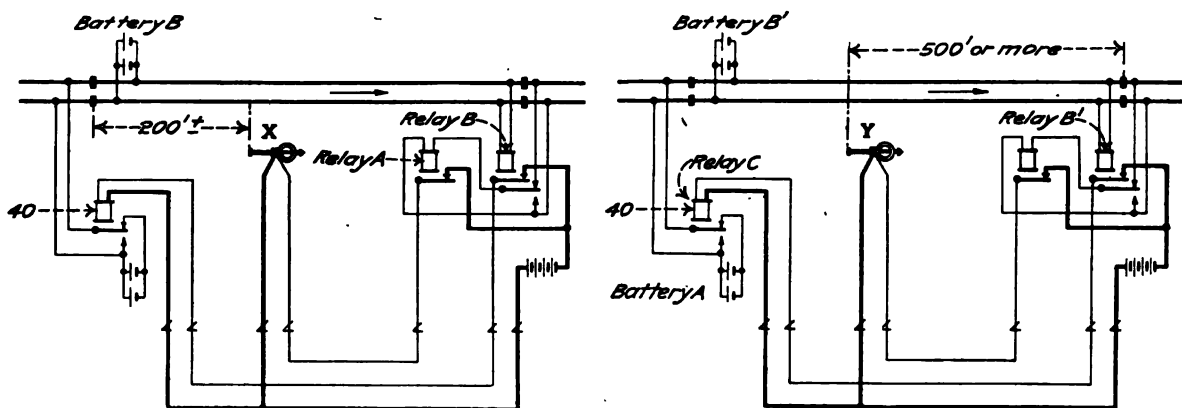 Battery B
Battery B'
500' or more
200' ±
X
Relay B
Relay A
Y
Relay B'
Relay C
40
40
Battery A